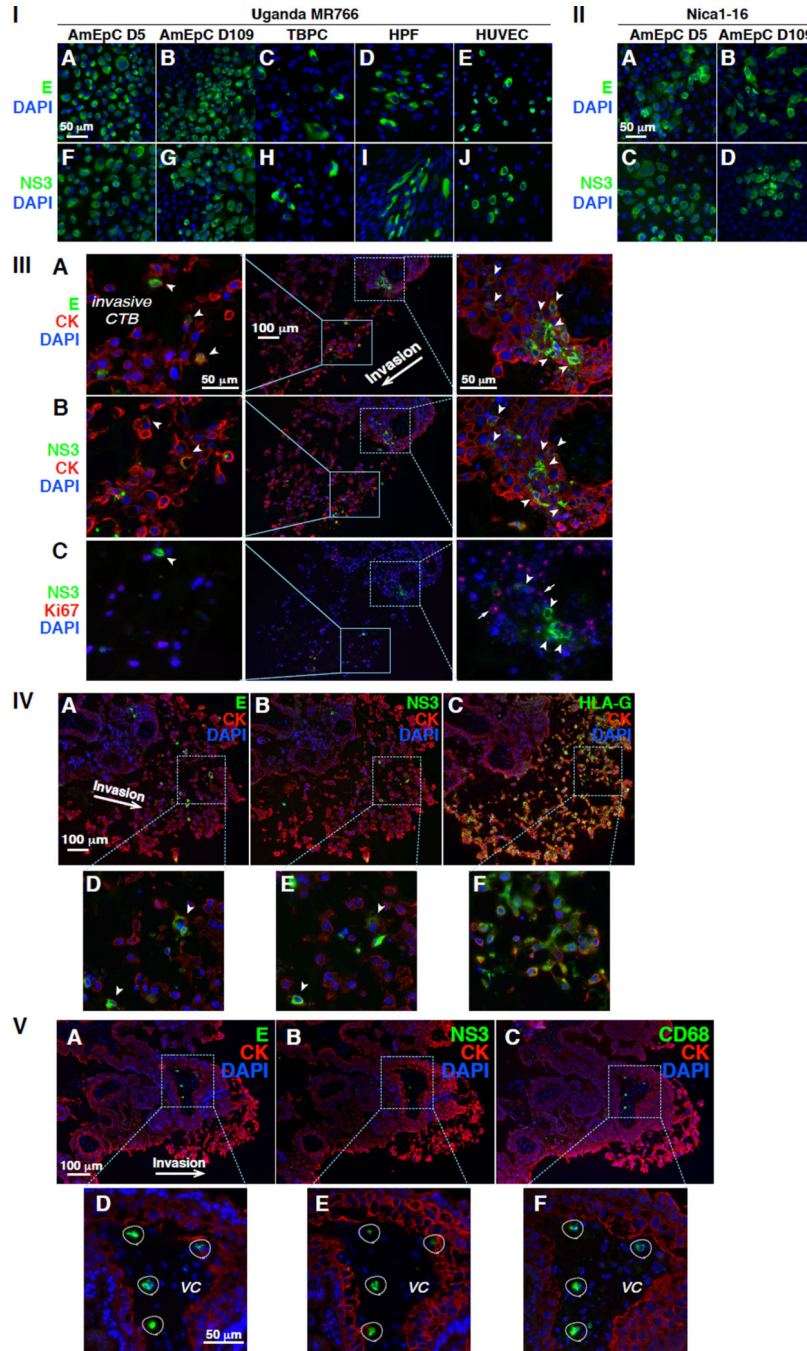 I
Uganda MR766
AmEpC D5 AmEpC D109 TBPC HPF HUVEC
A B C D E
E
DAPI
50 µm
F G H I J
NS3
DAPI
II
Nica1-16
AmEpC D5 AmEpC D109
A B
E
DAPI
50 µm
C D
NS3
DAPI
III
A
E
CK
DAPI
invasive
CTB
50 µm
100 µm
Invasion
50 µm
B
NS3
CK
DAPI
C
NS3
Ki67
DAPI
IV
A
E
CK
DAPI
Invasion
100 µm
B
NS3
CK
DAPI
C
HLA-G
CK
DAPI
D E F
V
A
E
CK
DAPI
100 µm
Invasion
B
NS3
CK
DAPI
C
CD68
CK
DAPI
D
VC
50 µm
E
VC
F
VC